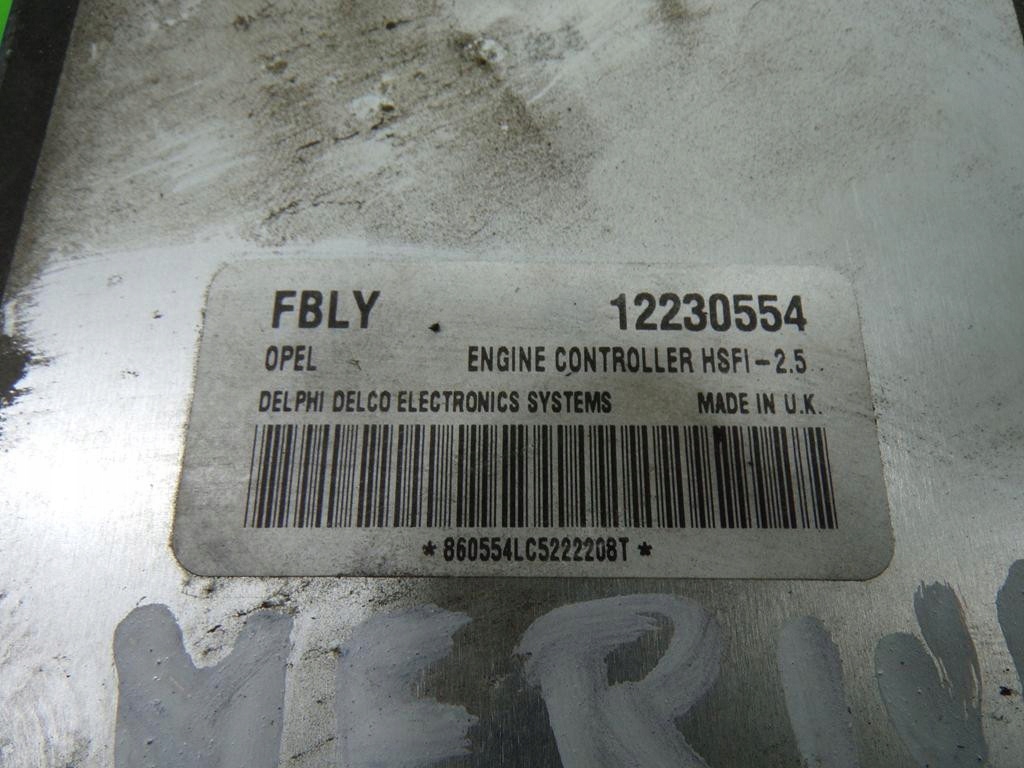 FBLY 12230554
OPEL ENGINE CONTROLLER HSFI-2.5
DELPHI DELCO ELECTRONICS SYSTEMS MADE IN U.K.
*860554LC5222208T*